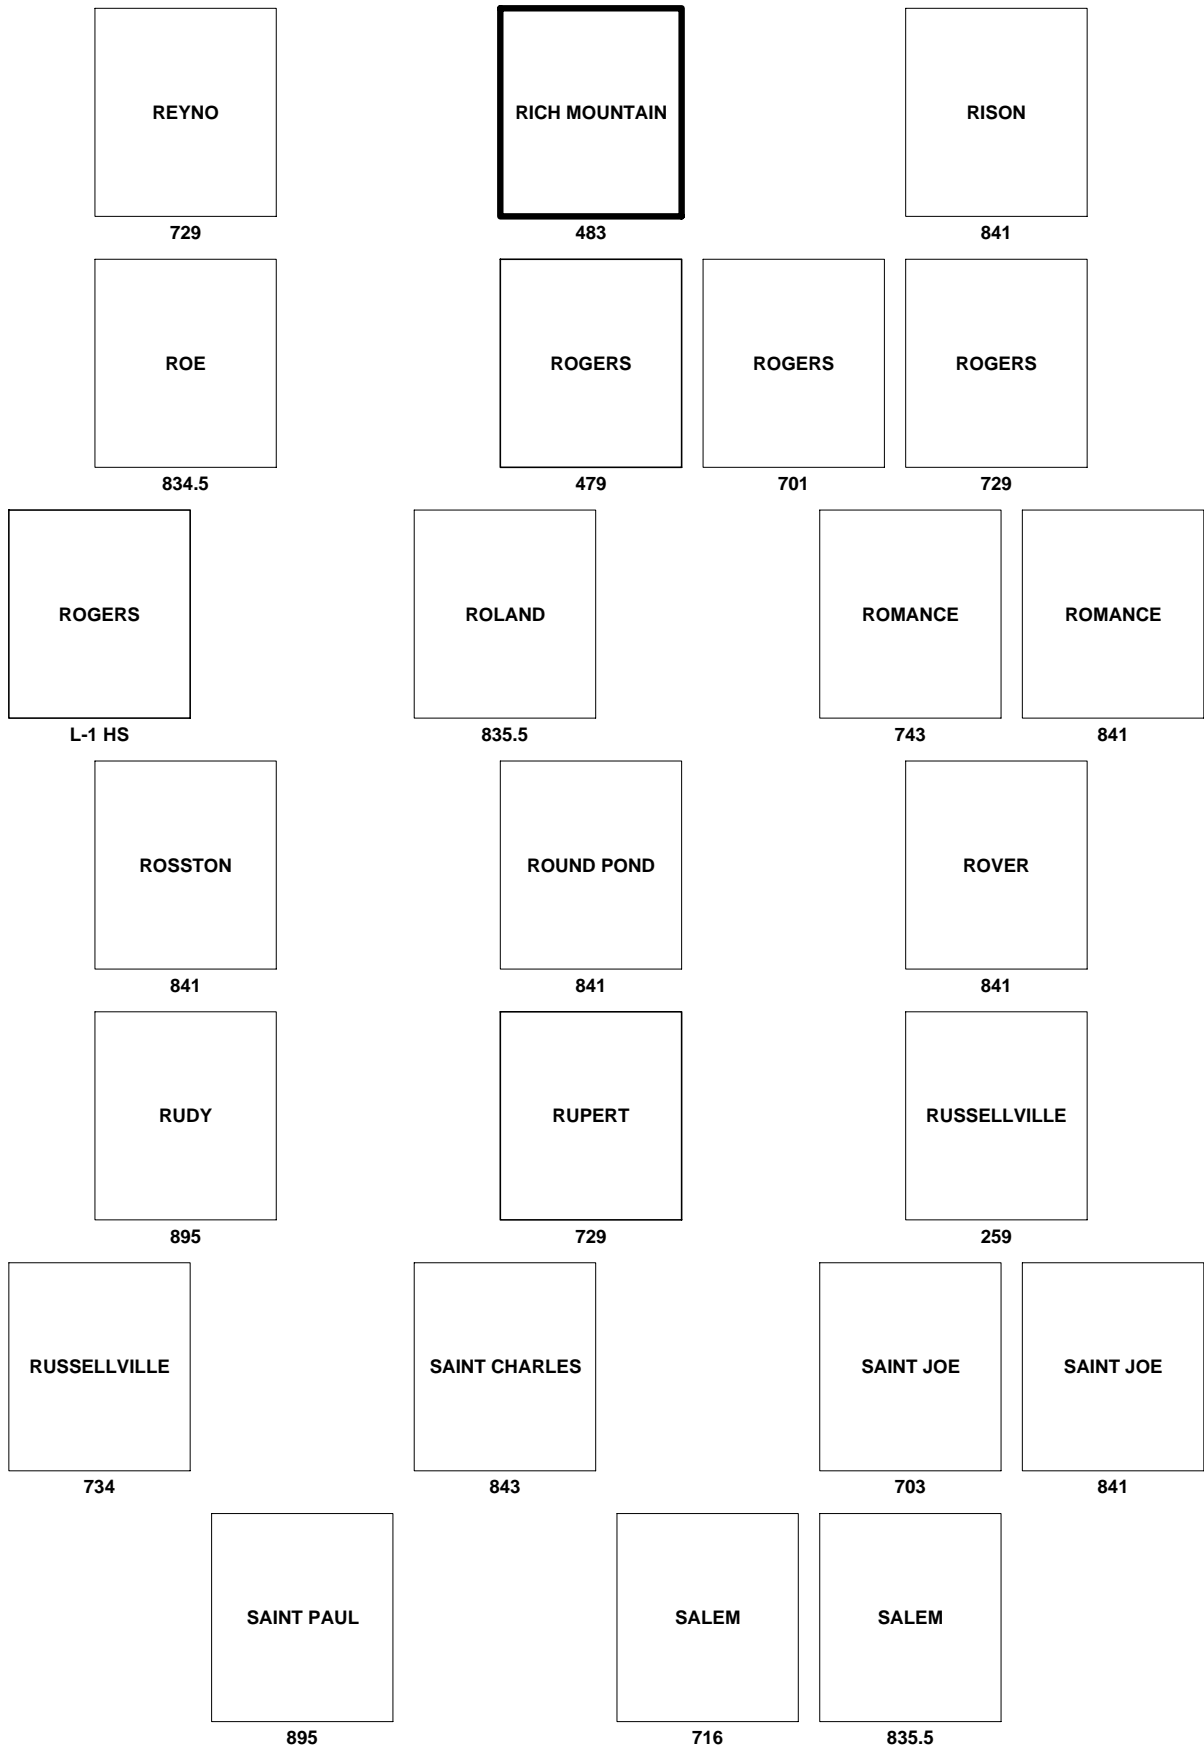 REYNO
RICH MOUNTAIN
RISON
729
483
841
ROE
ROGERS
ROGERS
ROGERS
834.5
479
701
729
ROGERS
ROLAND
ROMANCE
ROMANCE
L-1 HS
835.5
743
841
ROSSTON
ROUND POND
ROVER
841
841
841
RUDY
RUPERT
RUSSELLVILLE
895
729
259
RUSSELLVILLE
SAINT CHARLES
SAINT JOE
SAINT JOE
734
843
703
841
SAINT PAUL
SALEM
SALEM
895
716
835.5